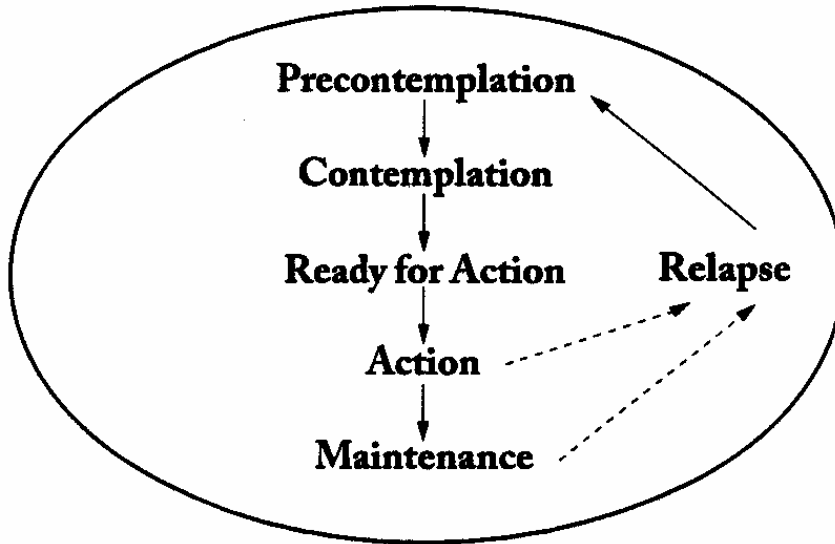 Precontemplation
Contemplation
Ready for Action
Relapse
Action
Maintenance